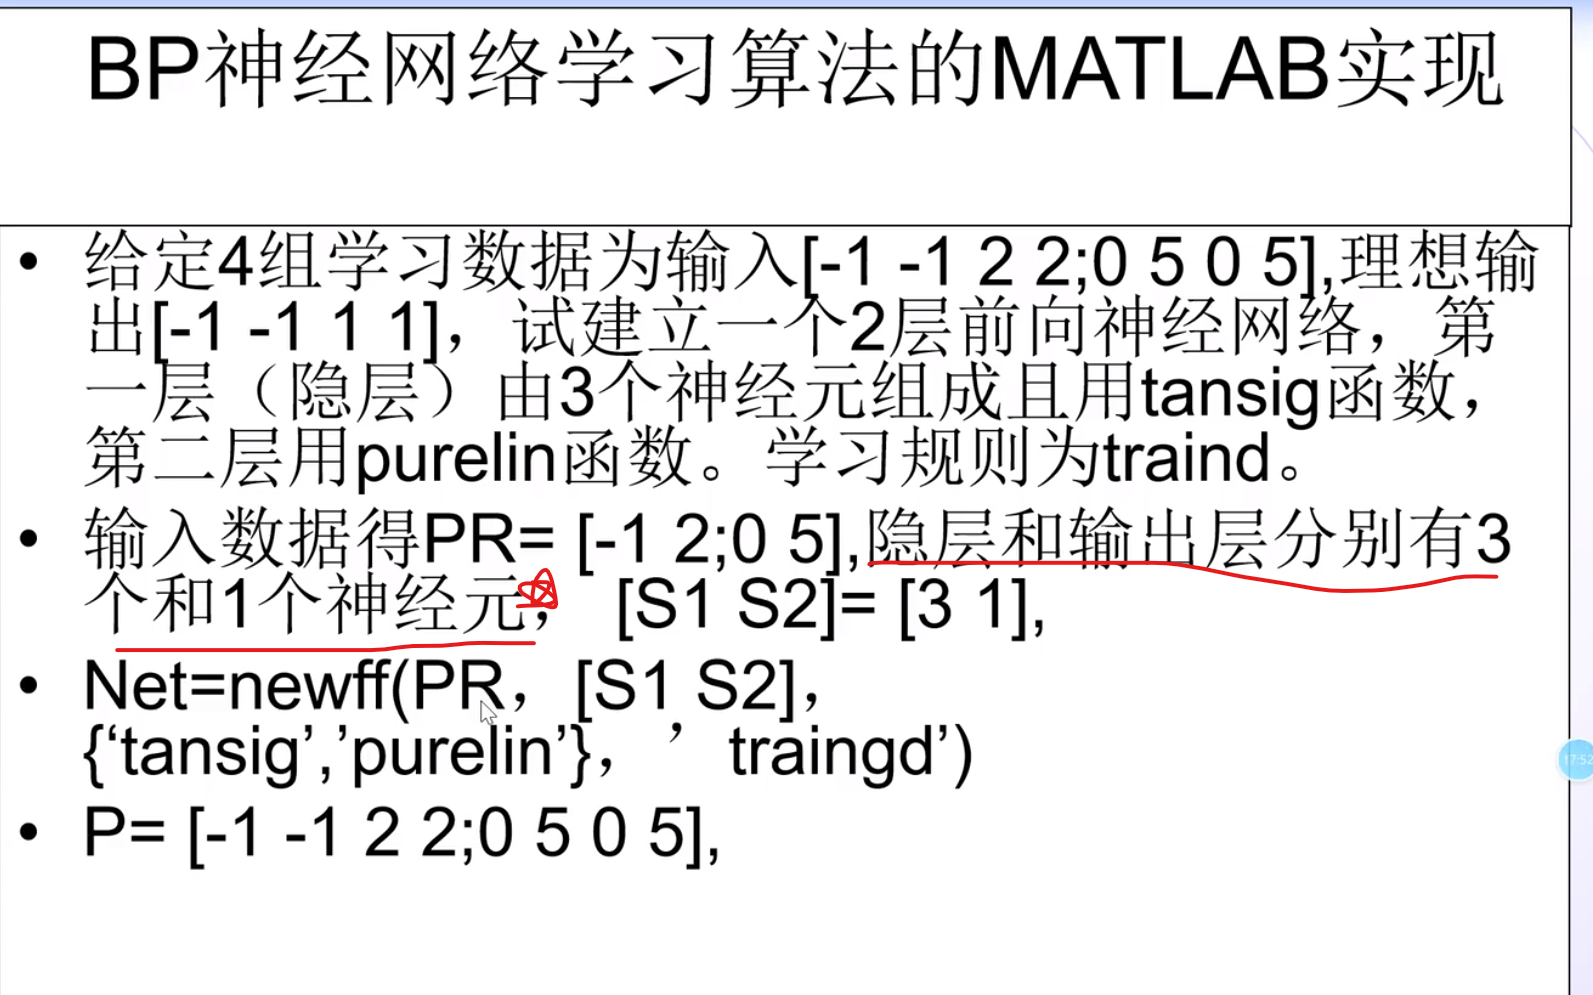 BP神经网络学习算法的MATLAB实现
• 给定4组学习数据为输入[-1 -1 2 2;0 5 0 5],理想输
出[-1 -1 1 1]，试建立一个2层前向神经网络，第
一层（隐层）由3个神经元组成且用tansig函数，
第二层用purelin函数。学习规则为traind。
• 输入数据得PR= [-1 2;0 5],隐层和输出层分别有3
个和1个神经元， [S1 S2]= [3 1],
• Net=newff(PR，[S1 S2]，
{‘tansig’,’purelin’}，’traingd’)
• P= [-1 -1 2 2;0 5 0 5],
17:52